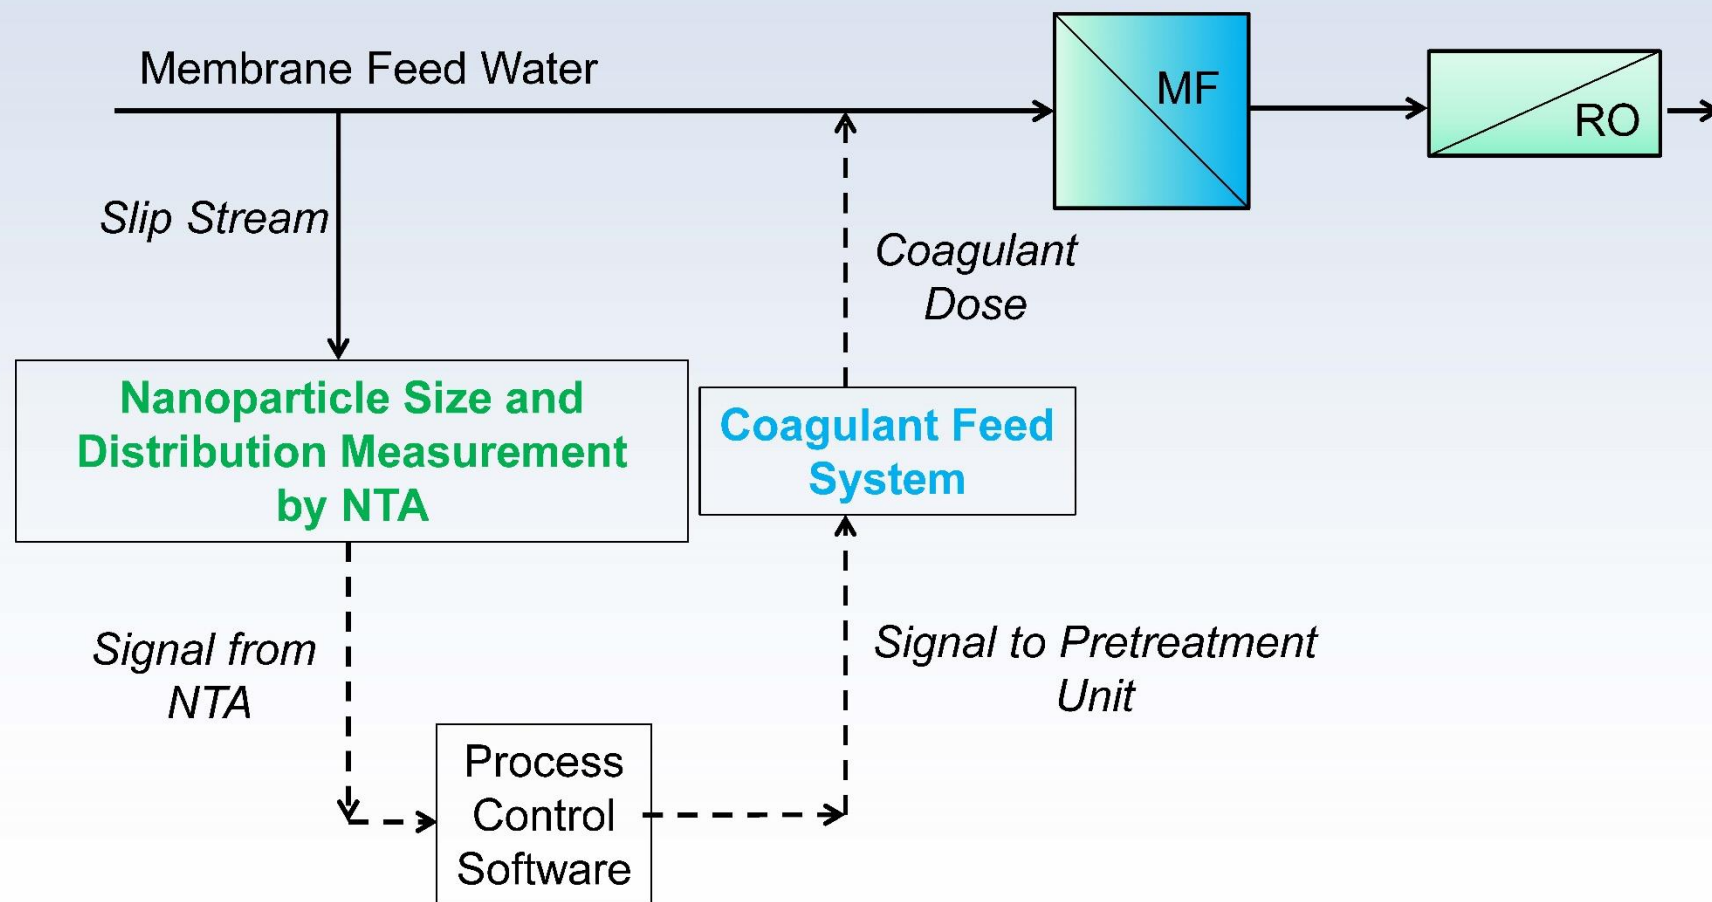 Membrane Feed Water
MF
RO
Slip Stream
Coagulant
Dose
Nanoparticle Size and
Distribution Measurement
by NTA
Coagulant Feed
System
Signal from
NTA
Signal to Pretreatment
Unit
Process
Control
Software